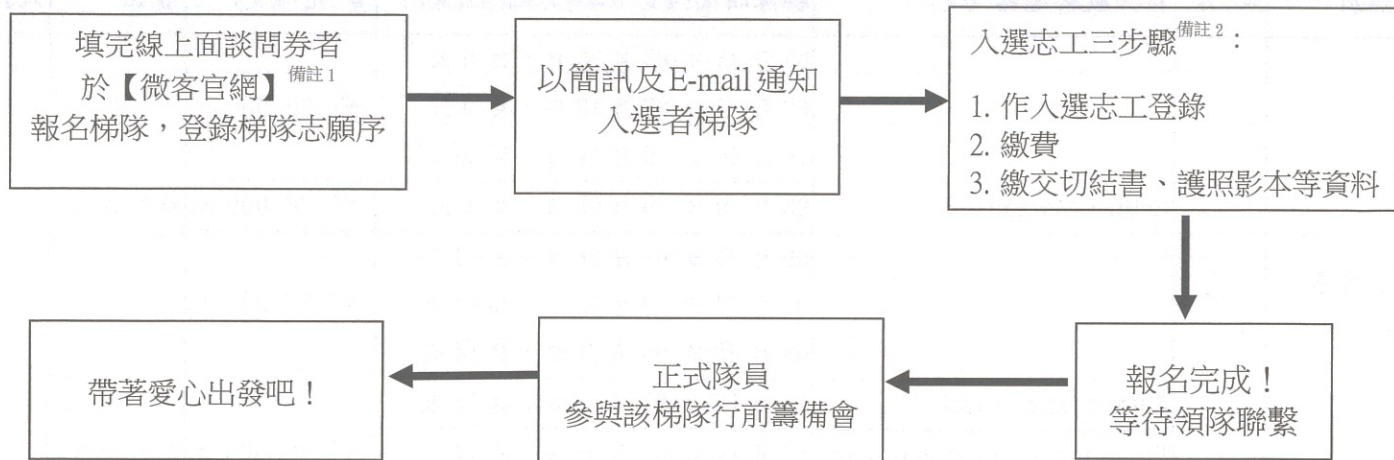 填完線上面談問券者
於【微客官網】備註1
報名梯隊，登錄梯隊志願序
以簡訊及E-mail通知
入選者梯隊
入選志工三步驟備註2：
1. 作入選志工登錄
2. 繳費
3. 繳交切結書、護照影本等資料
報名完成！
等待領隊聯繫
正式隊員
參與該梯隊行前籌備會
帶著愛心出發吧！